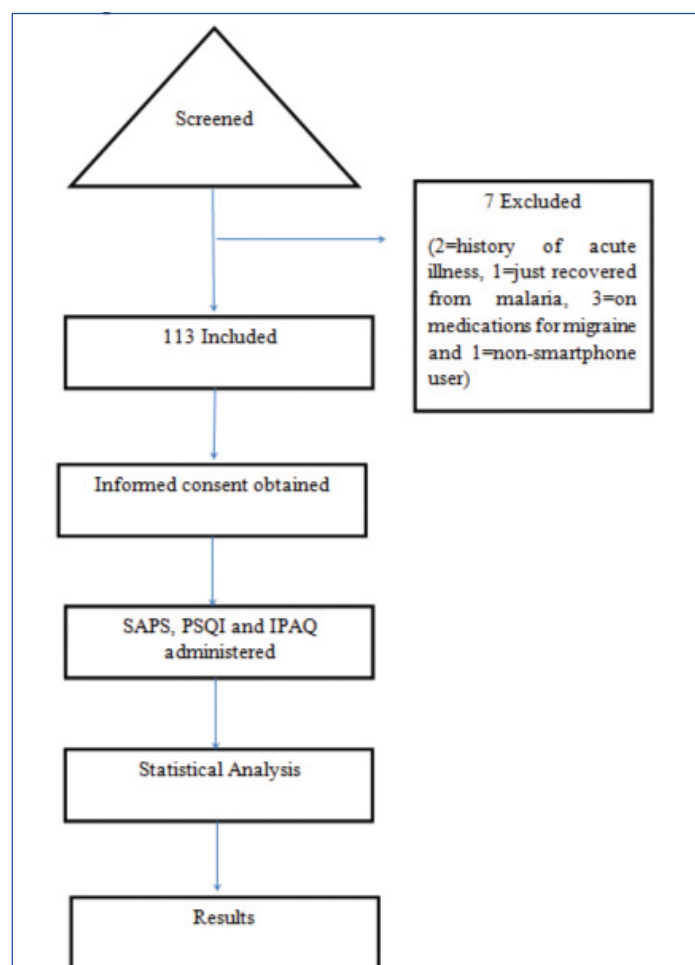 Screened
7 Excluded
(2=history of acute
illness, 1=just recovered
from malaria, 3=on
medications for migraine
and 1=non-smartphone
user)
113 Included
Informed consent obtained
SAPS, PSQI and IPAQ
administered
Statistical Analysis
Results